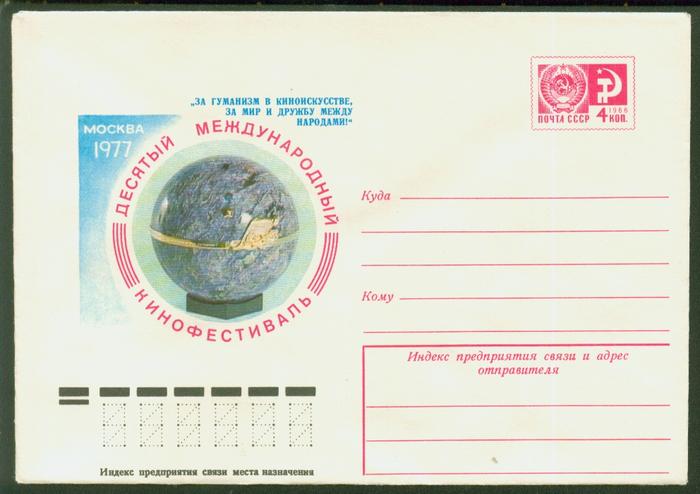 „ЗА ГУМАНИЗМ В КИНОИСКУССТВЕ,
ЗА МИР И ДРУЖБУ МЕЖДУ
НАРОДАМИ!“
МОСКВА
1977
ДЕСЯТЫЙ МЕЖДУНАРОДНЫЙ
КИНОФЕСТИВАЛЬ
1966
ПОЧТА СССР 4 КОП.
Куда
Кому
Индекс предприятия связи и адрес
отправителя
Индекс предприятия связи места назначения